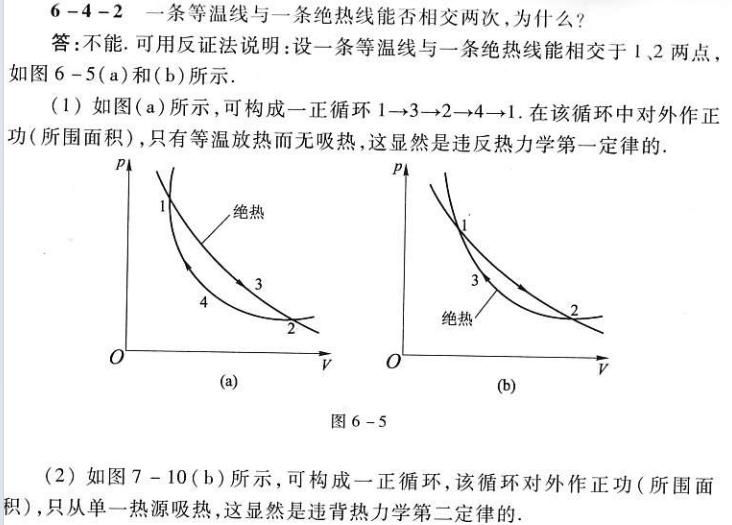 6-4-2 一条等温线与一条绝热线能否相交两次,为什么?
答:不能. 可用反证法说明:设一条等温线与一条绝热线能相交于 1、2 两点,
如图 6-5(a)和(b)所示.
(1) 如图(a)所示,可构成一正循环 1→3→2→4→1. 在该循环中对外作正
功(所围面积),只有等温放热而无吸热,这显然是违反热力学第一定律的.
p
1
绝热
3
4
2
O
V
(a)
p
1
3
绝热
2
O
V
(b)
图 6-5
(2) 如图 7-10(b)所示,可构成一正循环,该循环对外作正功(所围面
积),只从单一热源吸热,这显然是违背热力学第二定律的.